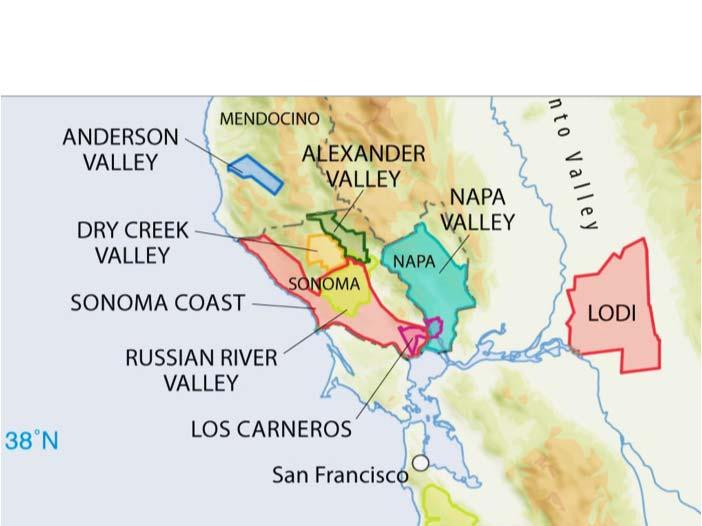 MENDOCINO
ANDERSON
VALLEY
ALEXANDER
VALLEY
nto Valley
NAPA
VALLEY
DRY CREEK
VALLEY
NAPA
SONOMA
SONOMA COAST
LODI
RUSSIAN RIVER
VALLEY
LOS CARNEROS
38°N
San Francisco